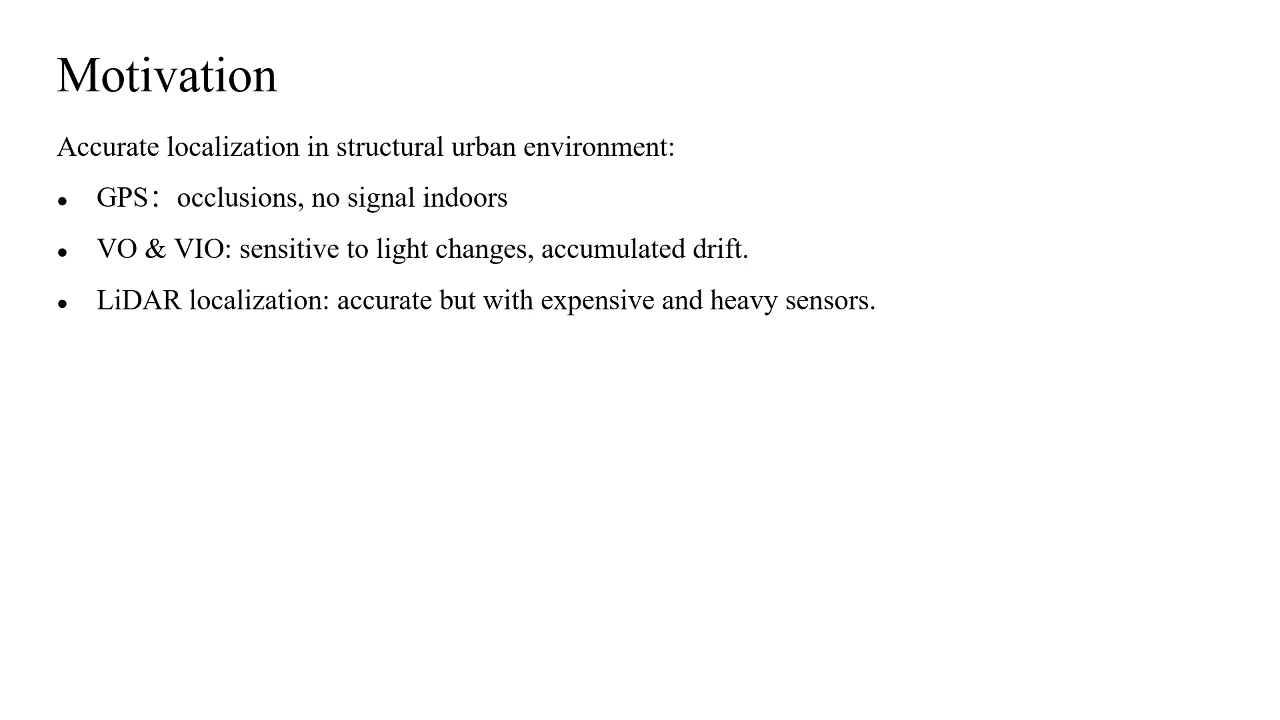 Motivation
Accurate localization in structural urban environment:
● GPS：occlusions, no signal indoors
● VO & VIO: sensitive to light changes, accumulated drift.
● LiDAR localization: accurate but with expensive and heavy sensors.